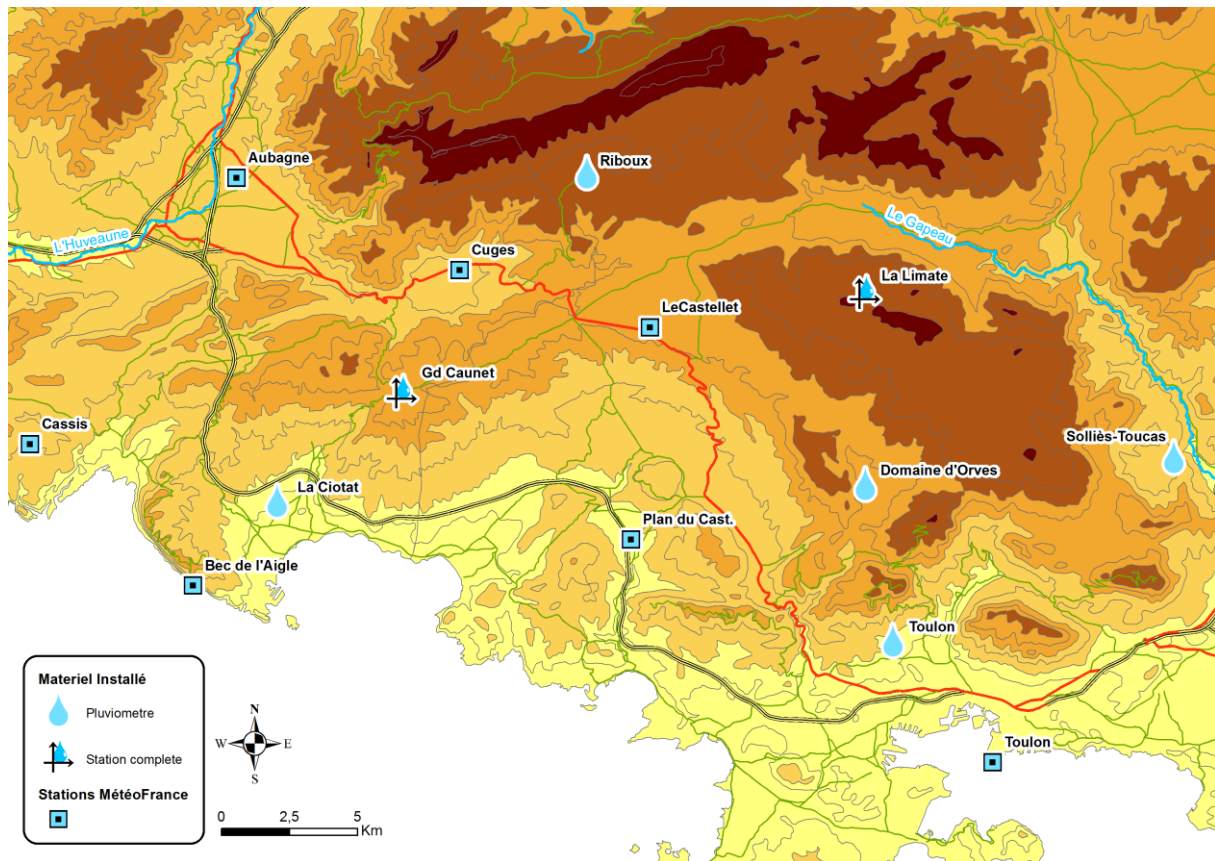 Aubagne
Riboux
L'Huveaune
Le Gapeau
Cuges
La Limate
LeCastellet
Gd Caunet
Cassis
Solliès-Toucas
Domaine d'Orves
La Ciotat
Plan du Cast.
Bec de l'Aigle
Toulon
Toulon
Materiel Installé
Pluviometre
Station complete
Stations MétéoFrance
N
W E
S
0 2,5 5
Km